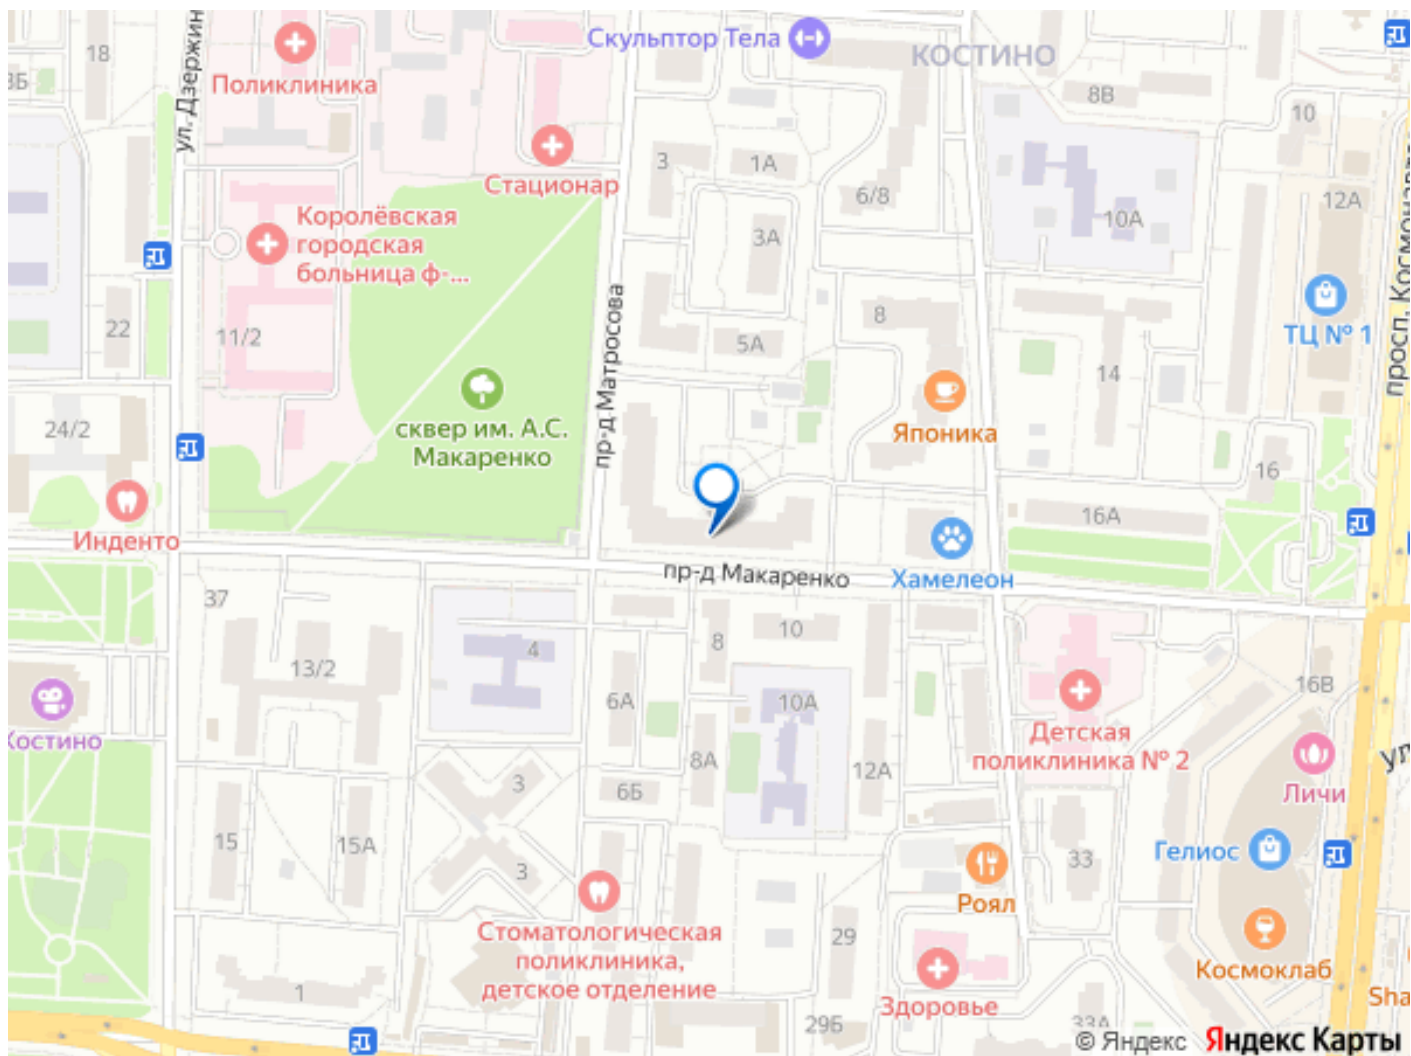 18
ул. Дзержин
Поликлиника
Скульптор Тела
КОСТИНО
8В
10
3Б
Стационар
3
1А
6/8
10А
12А
просп. Космонавто
Королёвская
городская
больница ф-...
3А
22
11/2
пр-д Матросова
5А
8
14
ТЦ № 1
24/2
сквер им. А.С.
Макаренко
Японика
16
16А
Инденто
пр-д Макаренко
Хамелеон
37
13/2
4
8
10
6А
10А
16В
Костино
Детская
поликлиника № 2
8А
12А
Личи
3
6Б
15
15А
33
Гелиос
3
Роял
Стоматологическая
поликлиника,
детское отделение
29
Космоклаб
1
Здоровье
Sha
29Б
33А
© Яндекс Яндекс Карты